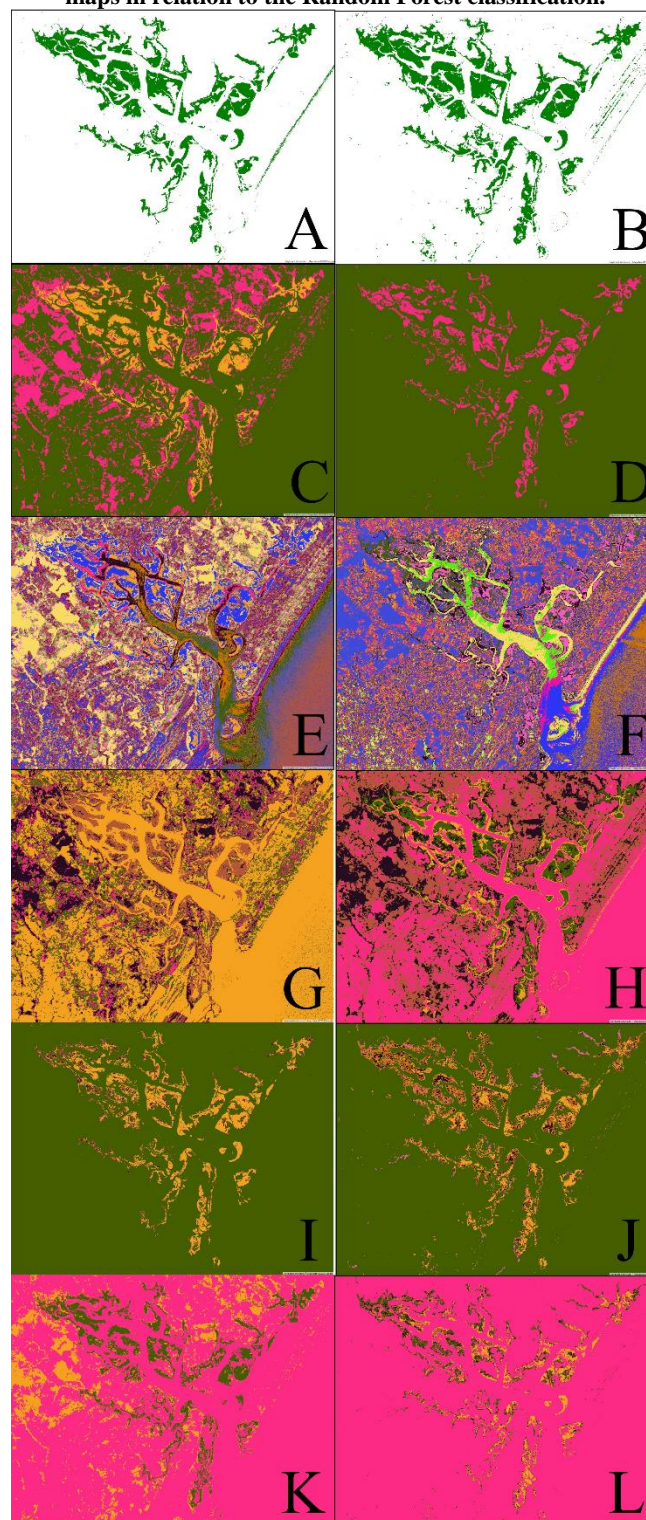 maps in relation to the Random Forest classification.
A
B
C
D
E
F
G
H
I
J
K
L